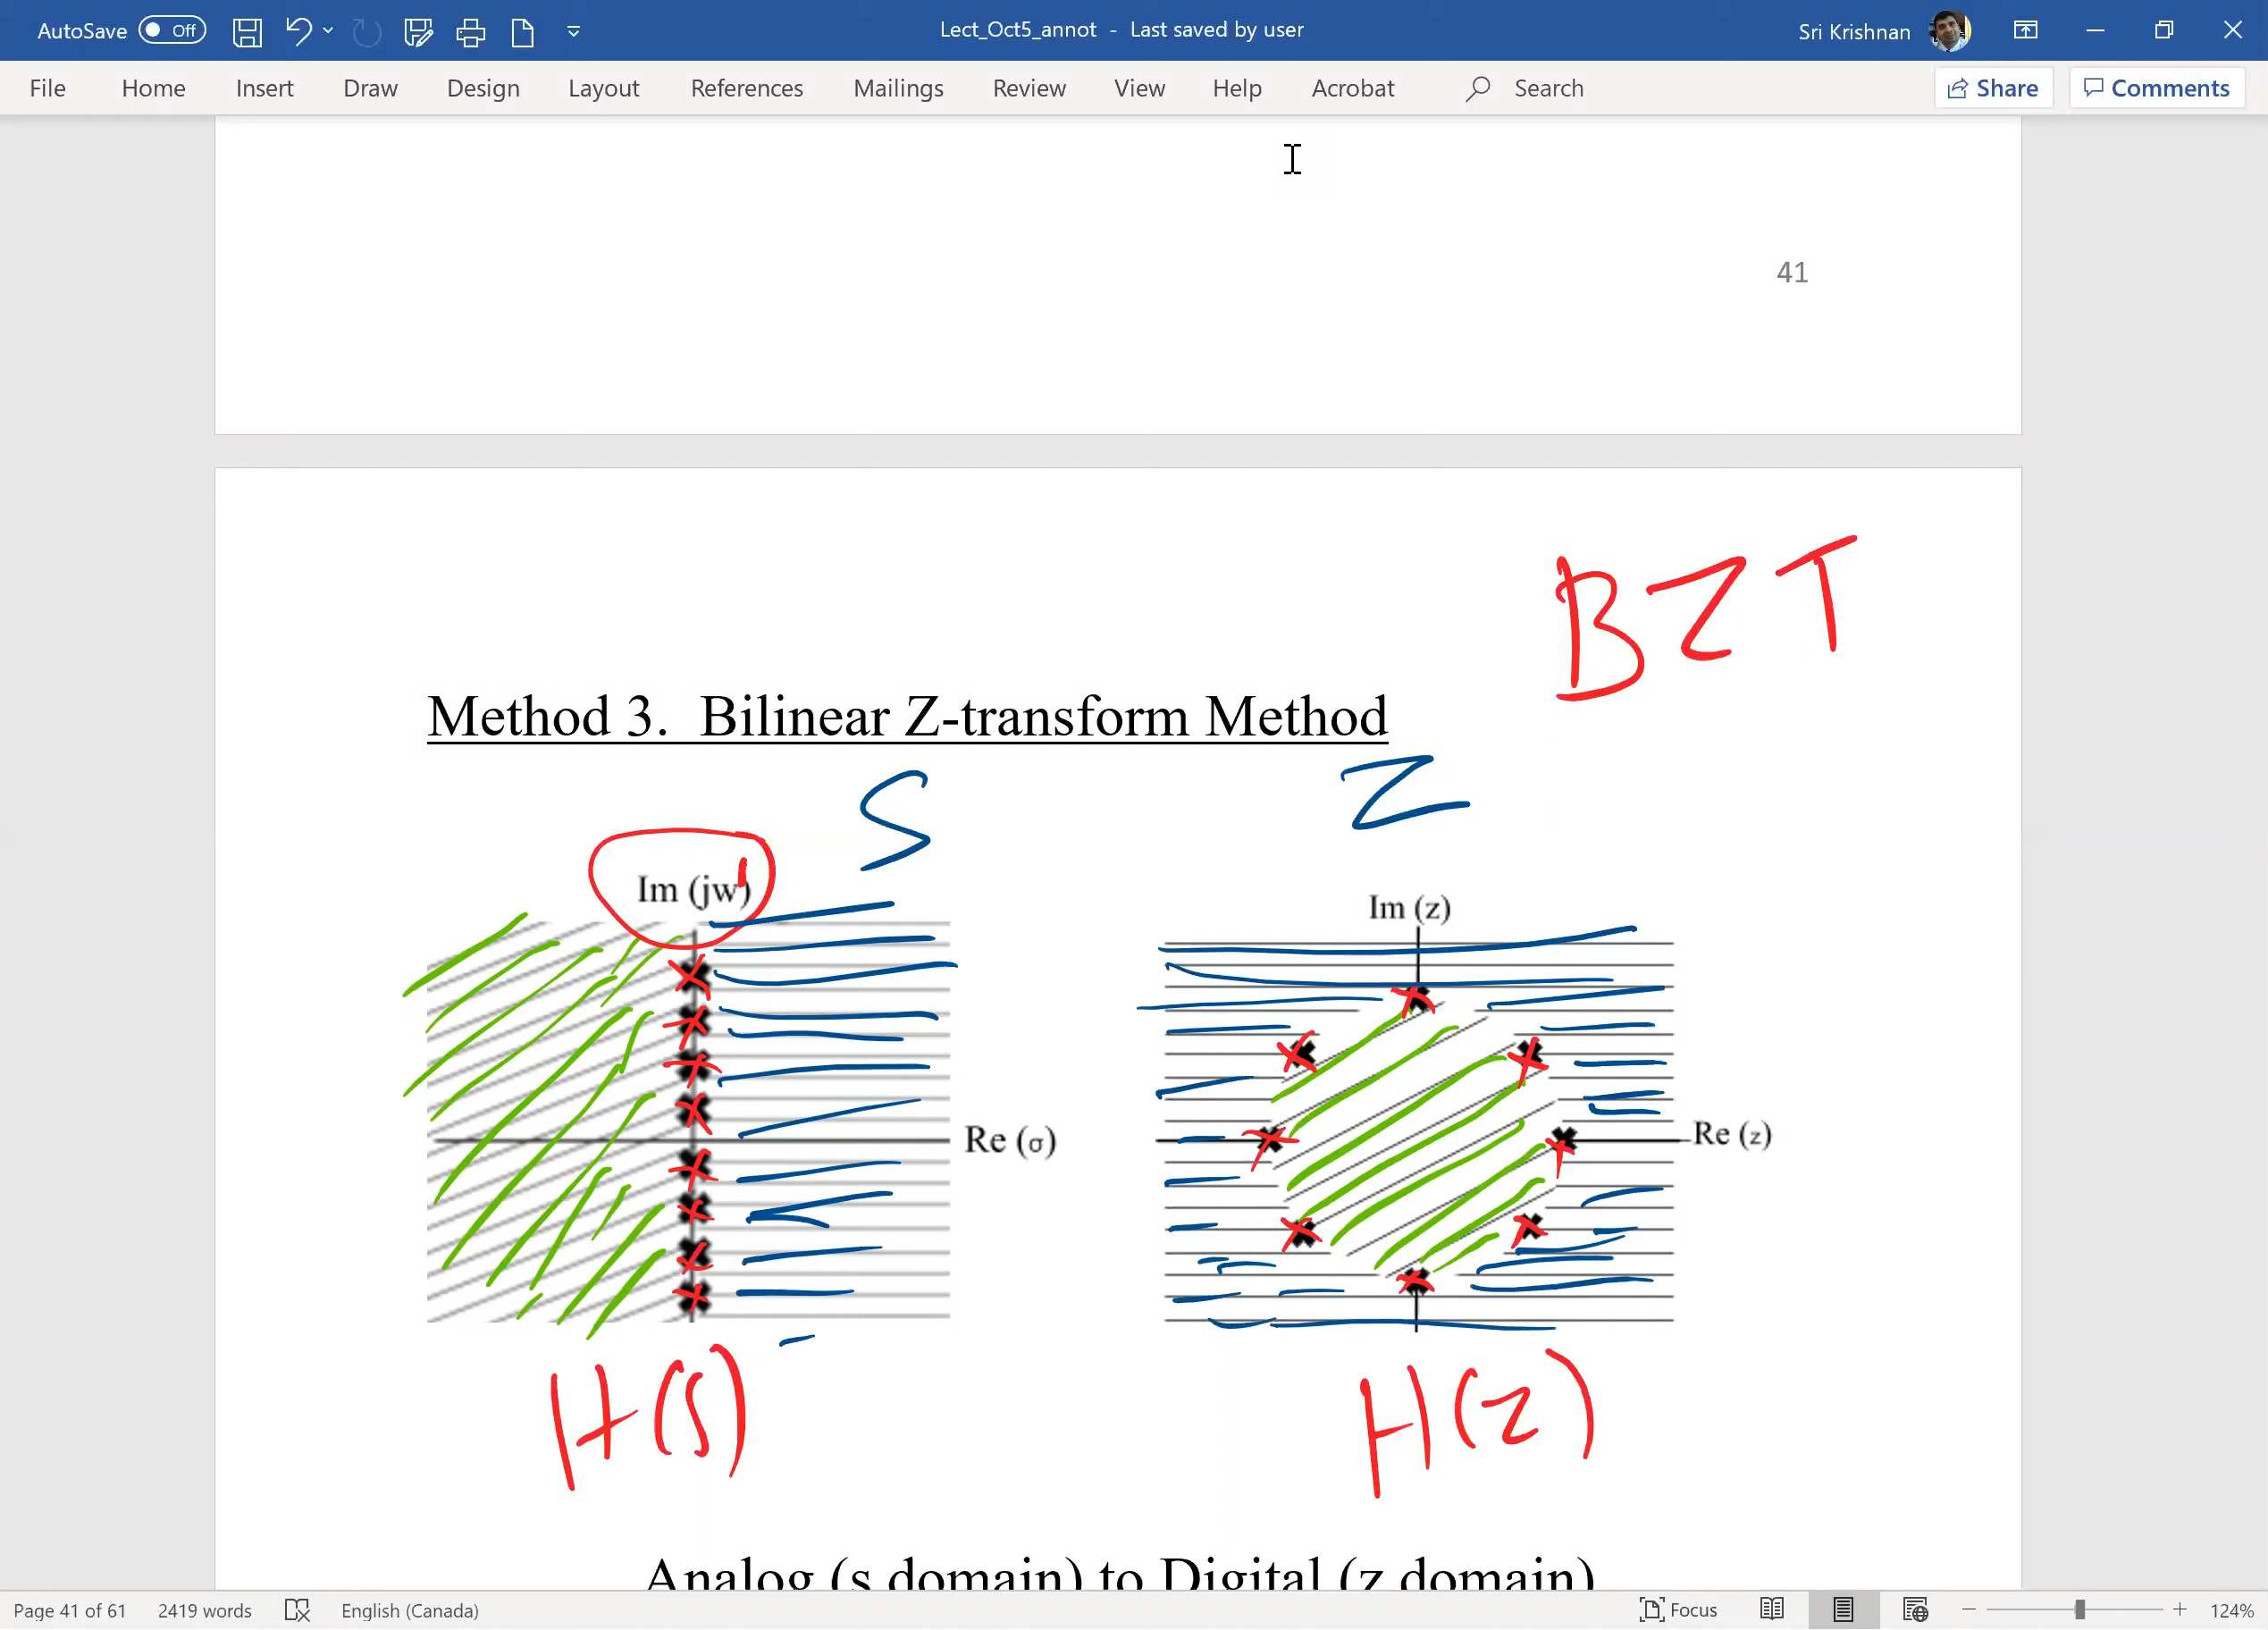 AutoSave Off Lect_Oct5_annot - Last saved by user Sri Krishnan
File Home Insert Draw Design Layout References Mailings Review View Help Acrobat Search Share Comments
41
BZT
Method 3. Bilinear Z-transform Method
S Z
Im (jw') Im (z)
Re (σ) Re (z)
H(s) H(z)
Analog (s domain) to Digital (z domain)
Page 41 of 61 2419 words English (Canada) Focus 124%